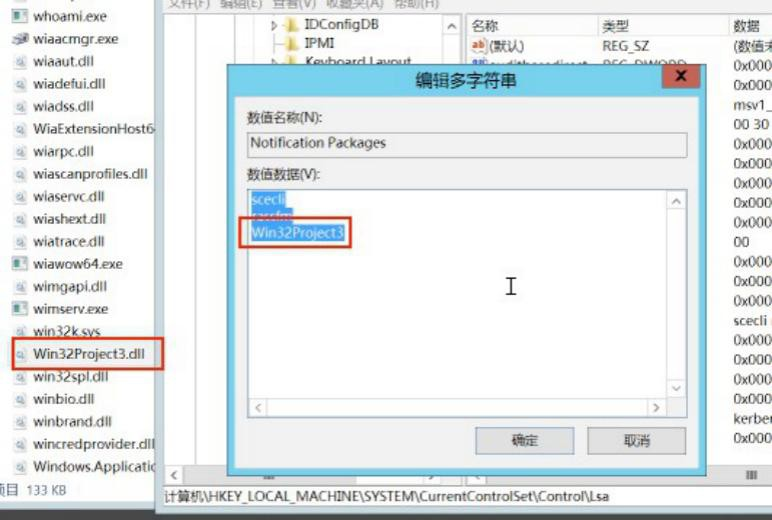 whoami.exe
wiaacmgr.exe
wiaaut.dll
wiadefui.dll
wiadss.dll
WiaExtensionHost6
wiarpc.dll
wiascanprofiles.dll
wiaservc.dll
wiashext.dll
wiatrace.dll
wiawow64.exe
wimgapi.dll
wimserv.exe
win32k.sys
Win32Project3.dll
win32spl.dll
winbio.dll
winbrand.dll
wincredprovider.dll
Windows.Applicatio
项目 133 KB
文件(F) 编辑(E) 查看(V) 收藏夹(A) 帮助(H)
IDConfigDB
IPMI
Keyboard Layout
名称 类型 数据
(默认) REG_SZ (数值未
0x000
0x000
msv1_
00 30
0x000
0x000
0x000
0x000
0x000
00
0x000
0x000
0x000
scecli
0x000
0x000
0x000
0x000
kerber
0x000
编辑多字符串
数值名称(N):
Notification Packages
数值数据(V):
scecli
Win32Project3
确定 取消
计算机\HKEY_LOCAL_MACHINE\SYSTEM\CurrentControlSet\Control\Lsa